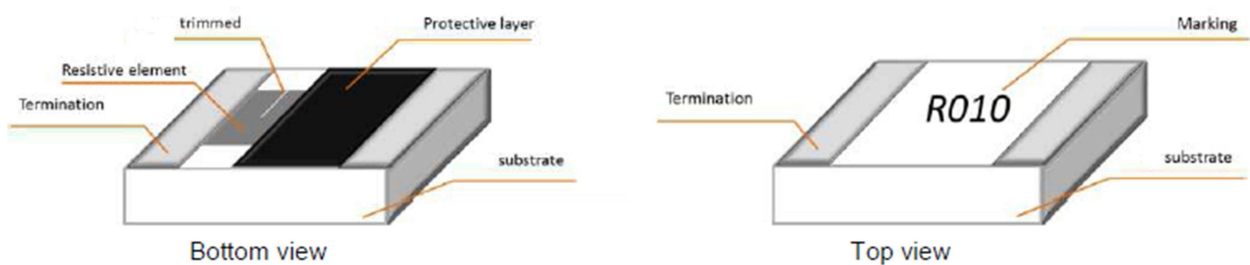 trimmed
Protective layer
Resistive element
Termination
substrate
Bottom view
Marking
Termination
R010
substrate
Top view